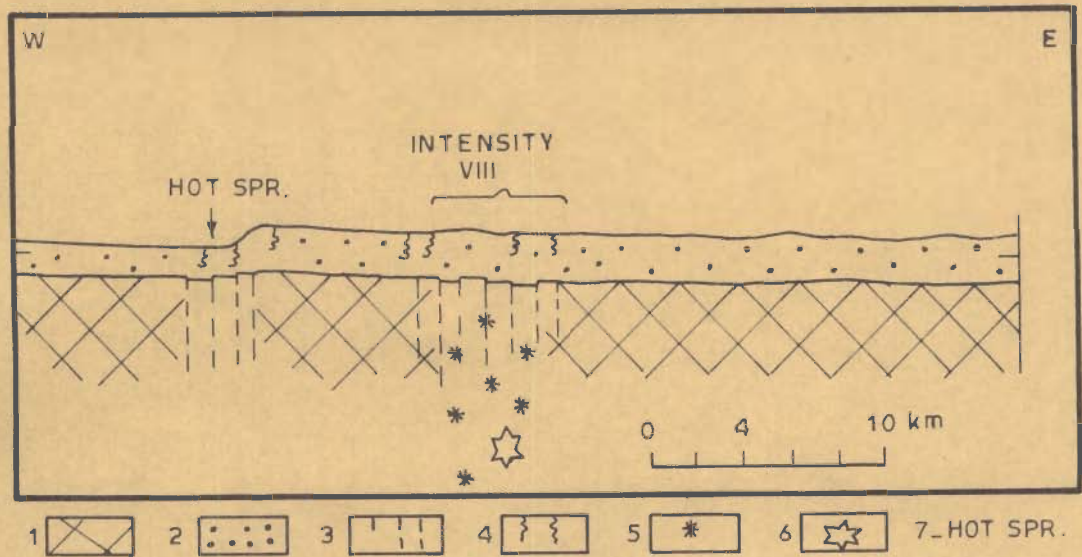 W E
INTENSITY
VIII
HOT SPR.
0 4 10 km
1 2 3 4 5 6 7_HOT SPR.